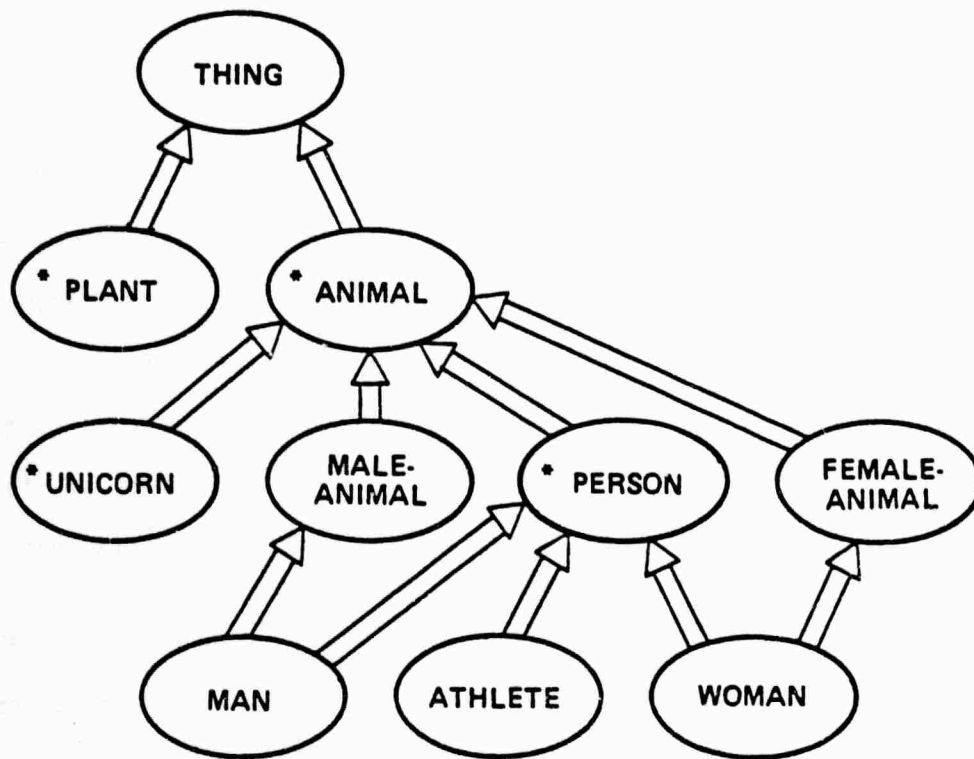 THING
* PLANT
* ANIMAL
* UNICORN
MALE-
ANIMAL
* PERSON
FEMALE-
ANIMAL
MAN
ATHLETE
WOMAN